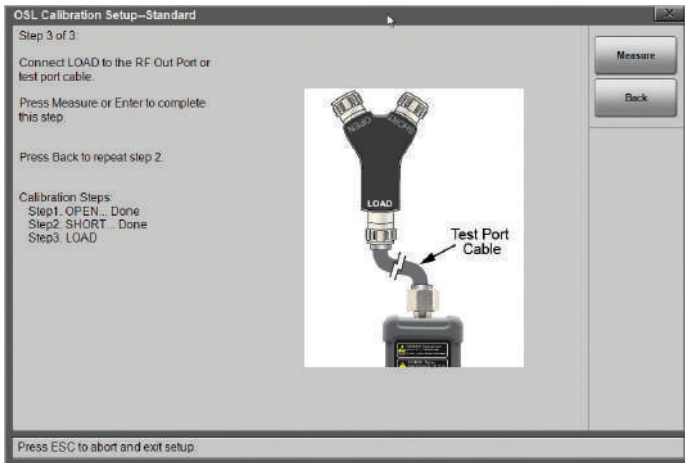 OSL Calibration Setup--Standard
Step 3 of 3:
Connect LOAD to the RF Out Port or
test port cable.
Press Measure or Enter to complete
this step.
Press Back to repeat step 2.
Calibration Steps:
Step1. OPEN... Done
Step2. SHORT... Done
Step3. LOAD
OPEN
SHORT
LOAD
Test Port
Cable
Measure
Back
Press ESC to abort and exit setup.